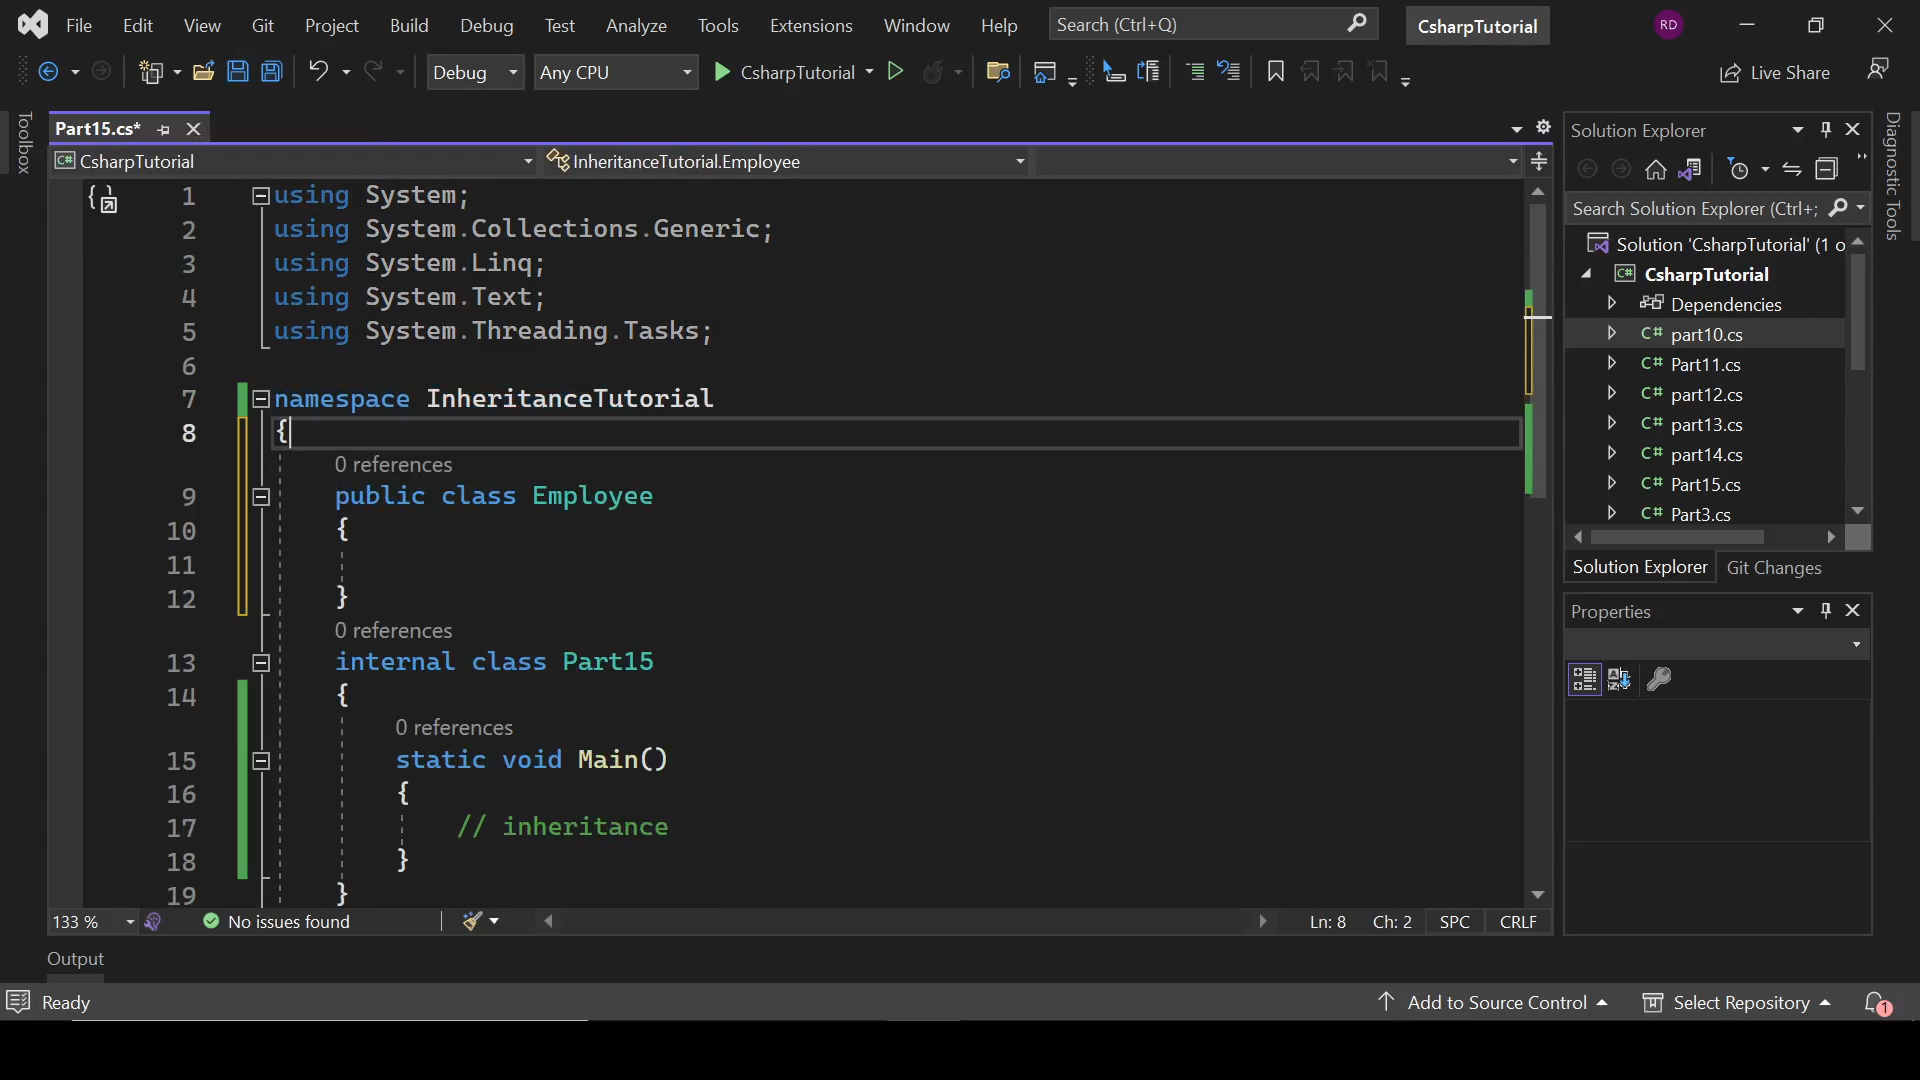 File Edit View Git Project Build Debug Test Analyze Tools Extensions Window Help Search (Ctrl+Q) CsharpTutorial RD
Debug Any CPU CsharpTutorial Live Share
Toolbox
Part15.cs*
CsharpTutorial InheritanceTutorial.Employee
1 using System;
2 using System.Collections.Generic;
3 using System.Linq;
4 using System.Text;
5 using System.Threading.Tasks;
6
7 namespace InheritanceTutorial
8 {
0 references
9 public class Employee
10 {
11
12 }
0 references
13 internal class Part15
14 {
0 references
15 static void Main()
16 {
17 // inheritance
18 }
19 }
133 % No issues found Ln: 8 Ch: 2 SPC CRLF
Solution Explorer
Search Solution Explorer (Ctrl+;
Solution 'CsharpTutorial' (1 o
C# CsharpTutorial
Dependencies
C# part10.cs
C# Part11.cs
C# part12.cs
C# part13.cs
C# part14.cs
C# Part15.cs
C# Part3.cs
Solution Explorer Git Changes
Properties
Diagnostic Tools
Output
Ready Add to Source Control Select Repository 1